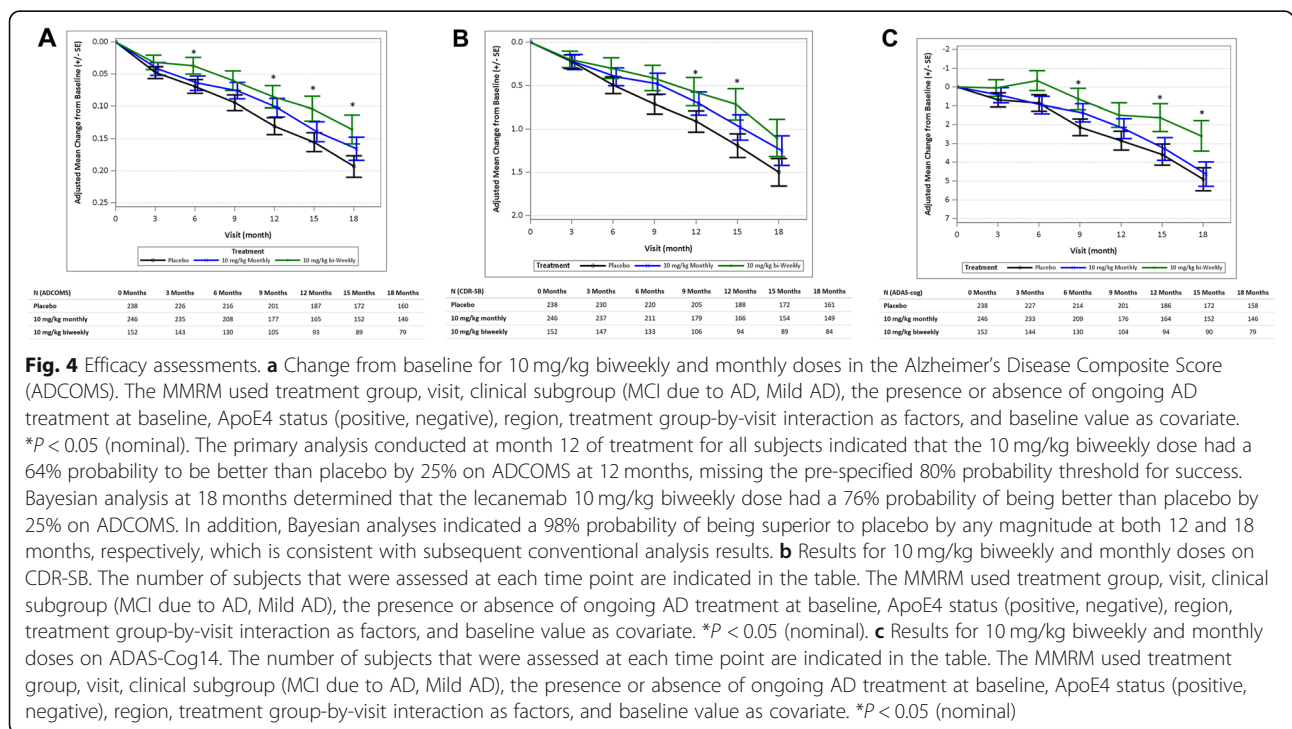 A
Adjusted Mean Change from Baseline (+/- SE)
0.00
0.05
0.10
0.15
0.20
0.25
* * * *
0 3 6 9 12 15 18
Visit (month)
Treatment
Placebo 10 mg/kg Monthly 10 mg/kg bi-Weekly
N (ADCOMS) 0 Months 3 Months 6 Months 9 Months 12 Months 15 Months 18 Months
Placebo 238 226 216 201 187 172 160
10 mg/kg monthly 246 235 208 177 165 152 146
10 mg/kg biweekly 152 143 130 105 93 89 79
B
Adjusted Mean Change from Baseline (+/- SE)
0.0
0.5
1.0
1.5
2.0
* *
0 3 6 9 12 15 18
Visit (month)
Treatment Placebo 10 mg/kg Monthly 10 mg/kg bi-Weekly
N (CDR-SB) 0 Months 3 Months 6 Months 9 Months 12 Months 15 Months 18 Months
Placebo 238 230 220 205 188 172 161
10 mg/kg monthly 246 237 211 179 166 154 149
10 mg/kg biweekly 152 147 133 106 94 89 84
C
Adjusted Mean Change from Baseline (+/- SE)
-2
-1
0
1
2
3
4
5
6
7
* * *
0 3 6 9 12 15 18
Visit (month)
Treatment Placebo 10 mg/kg Monthly 10 mg/kg bi-Weekly
N (ADAS-cog) 0 Months 3 Months 6 Months 9 Months 12 Months 15 Months 18 Months
Placebo 238 227 214 201 186 172 158
10 mg/kg monthly 246 233 209 176 164 152 146
10 mg/kg biweekly 152 144 130 104 94 90 79
Fig. 4 Efficacy assessments. a Change from baseline for 10 mg/kg biweekly and monthly doses in the Alzheimer's Disease Composite Score
(ADCOMS). The MMRM used treatment group, visit, clinical subgroup (MCI due to AD, Mild AD), the presence or absence of ongoing AD
treatment at baseline, ApoE4 status (positive, negative), region, treatment group-by-visit interaction as factors, and baseline value as covariate.
*P < 0.05 (nominal). The primary analysis conducted at month 12 of treatment for all subjects indicated that the 10 mg/kg biweekly dose had a
64% probability to be better than placebo by 25% on ADCOMS at 12 months, missing the pre-specified 80% probability threshold for success.
Bayesian analysis at 18 months determined that the lecanemab 10 mg/kg biweekly dose had a 76% probability of being better than placebo by
25% on ADCOMS. In addition, Bayesian analyses indicated a 98% probability of being superior to placebo by any magnitude at both 12 and 18
months, respectively, which is consistent with subsequent conventional analysis results. b Results for 10 mg/kg biweekly and monthly doses on
CDR-SB. The number of subjects that were assessed at each time point are indicated in the table. The MMRM used treatment group, visit, clinical
subgroup (MCI due to AD, Mild AD), the presence or absence of ongoing AD treatment at baseline, ApoE4 status (positive, negative), region,
treatment group-by-visit interaction as factors, and baseline value as covariate. *P < 0.05 (nominal). c Results for 10 mg/kg biweekly and monthly
doses on ADAS-Cog14. The number of subjects that were assessed at each time point are indicated in the table. The MMRM used treatment
group, visit, clinical subgroup (MCI due to AD, Mild AD), the presence or absence of ongoing AD treatment at baseline, ApoE4 status (positive,
negative), region, treatment group-by-visit interaction as factors, and baseline value as covariate. *P < 0.05 (nominal)